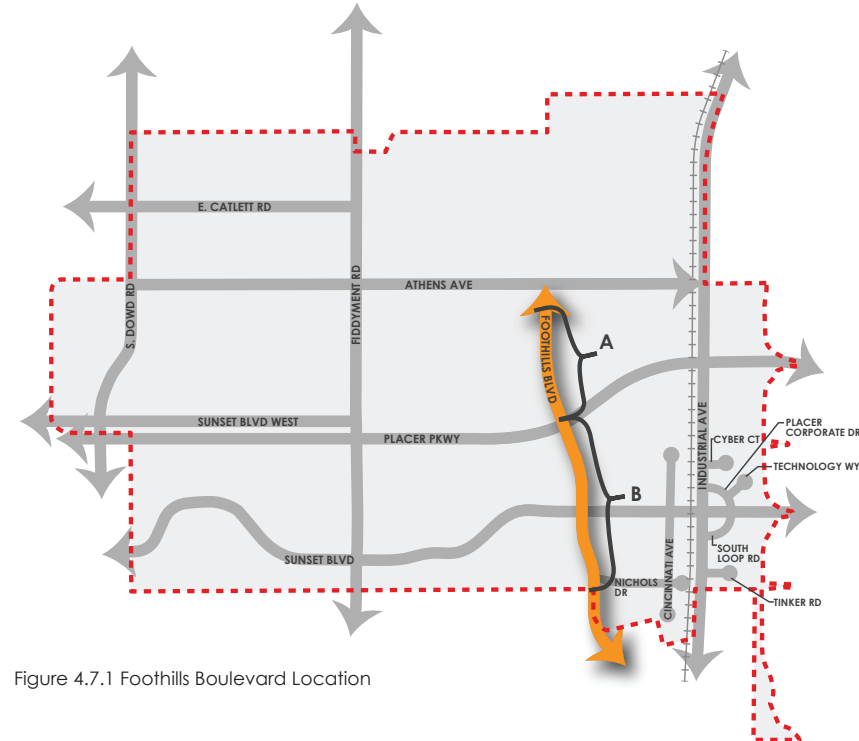 E. CATLETT RD
S. DOWD RD
FIDDYMENT RD
ATHENS AVE
FOOTHILLS BLVD
A
SUNSET BLVD WEST
PLACER PKWY
INDUSTRIAL AVE
PLACER
CORPORATE DR
CYBER CT
TECHNOLOGY WY
B
SUNSET BLVD
SOUTH
LOOP RD
NICHOLS
DR
CINCINNATI AVE
TINKER RD
Figure 4.7.1 Foothills Boulevard Location